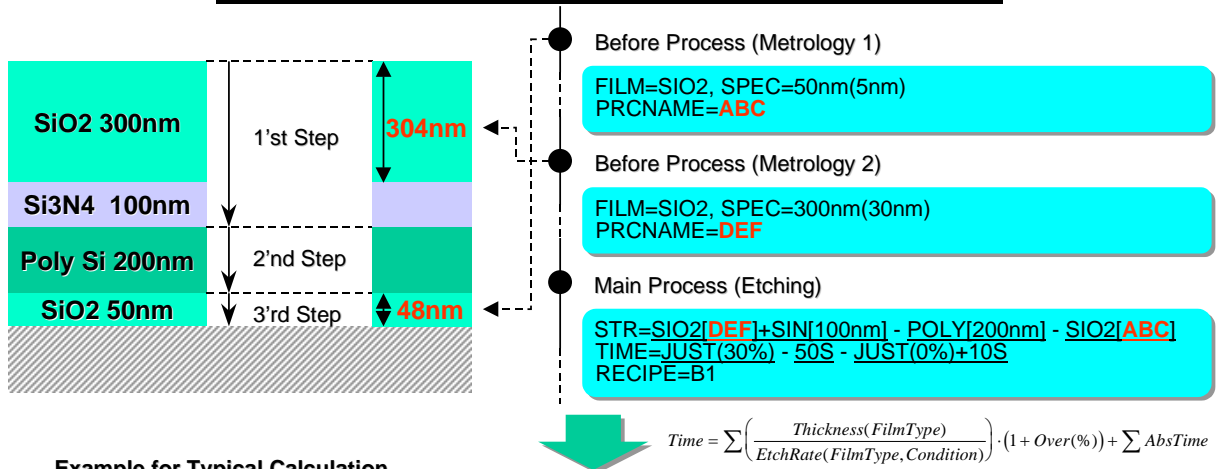 SiO2 300nm
Si3N4 100nm
Poly Si 200nm
SiO2 50nm
1'st Step
2'nd Step
3'rd Step
304nm
48nm
Before Process (Metrology 1)
FILM=SIO2, SPEC=50nm(5nm)
PRCNAME=ABC
Before Process (Metrology 2)
FILM=SIO2, SPEC=300nm(30nm)
PRCNAME=DEF
Main Process (Etching)
STR=SIO2[DEF]+SIN[100nm] - POLY[200nm] - SIO2[ABC]
TIME=JUST(30%) - 50S - JUST(0%)+10S
RECIPE=B1
Time = ∑ ( Thickness(FilmType) / EtchRate(FilmType, Condition) ) · (1 + Over(%)) + ∑ AbsTime
Example for Typical Calculation